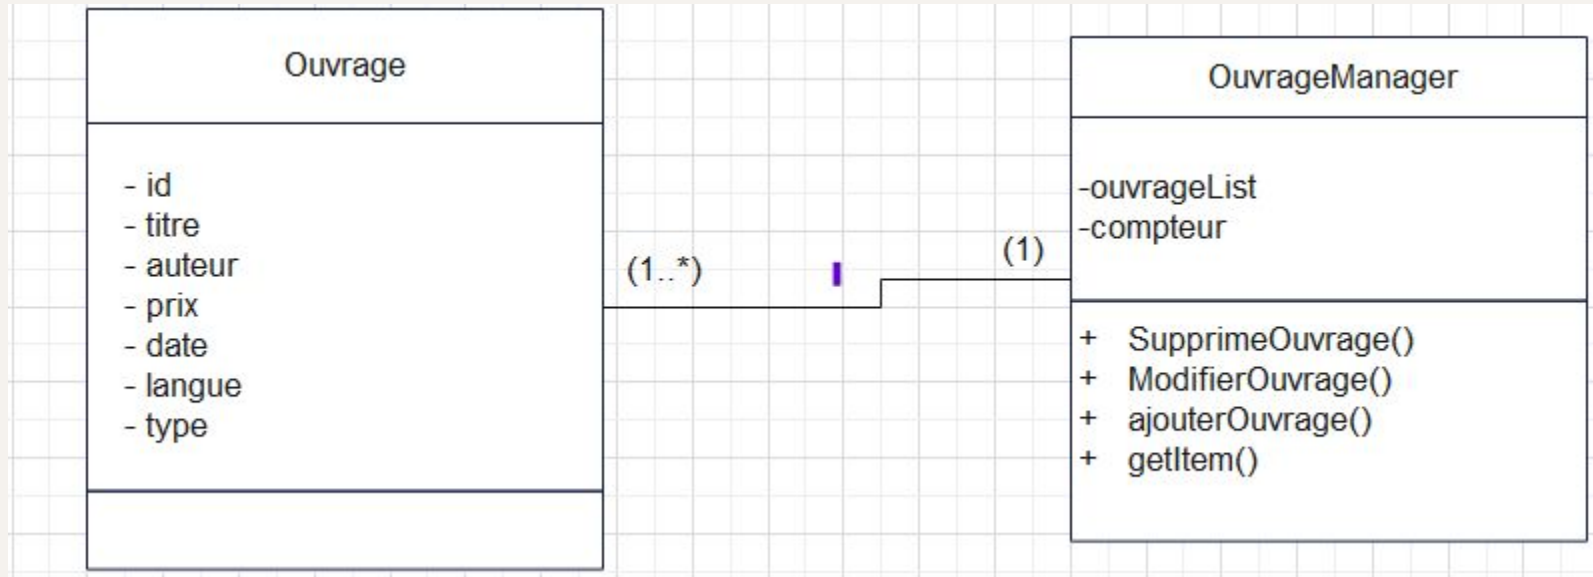 Ouvrage
- id
- titre
- auteur
- prix
- date
- langue
- type
(1..*)
(1)
OuvrageManager
-ouvrageList
-compteur
+ SupprimeOuvrage()
+ ModifierOuvrage()
+ ajouterOuvrage()
+ getItem()